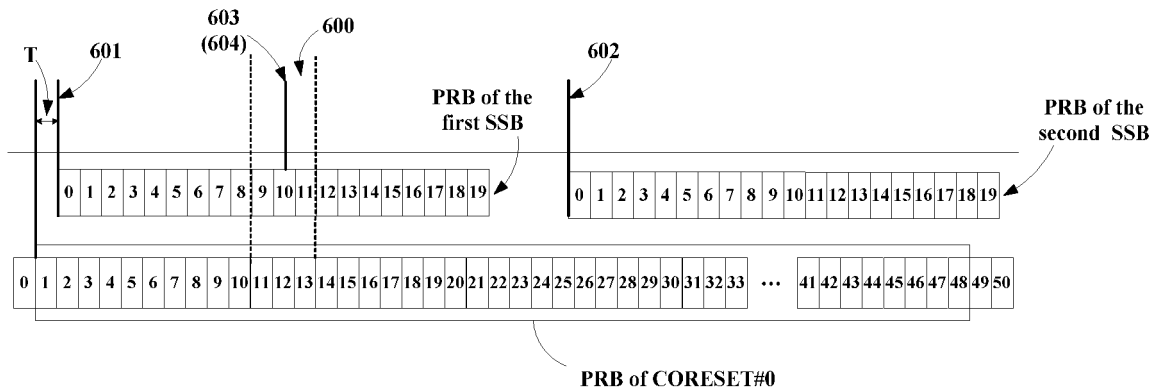 603
(604)
600
T
601
602
PRB of the
first SSB
PRB of the
second SSB
0 1 2 3 4 5 6 7 8 9 10 11 12 13 14 15 16 17 18 19
0 1 2 3 4 5 6 7 8 9 10 11 12 13 14 15 16 17 18 19
0 1 2 3 4 5 6 7 8 9 10 11 12 13 14 15 16 17 18 19 20 21 22 23 24 25 26 27 28 29 30 31 32 33 ... 41 42 43 44 45 46 47 48 49 50
PRB of CORESET#0